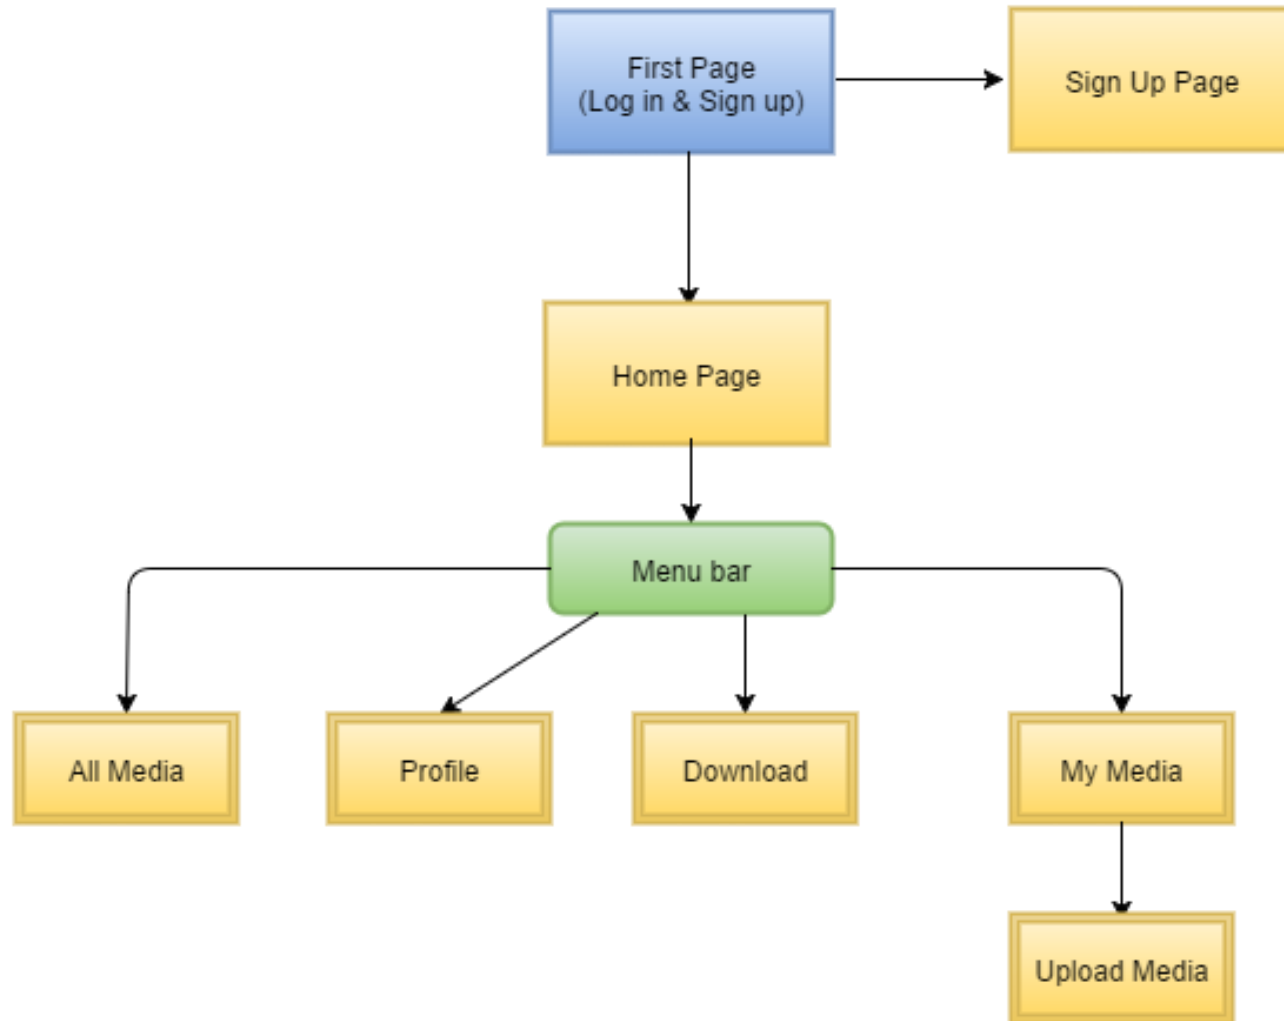 First Page
(Log in & Sign up)
Sign Up Page
Home Page
Menu bar
All Media
Profile
Download
My Media
Upload Media